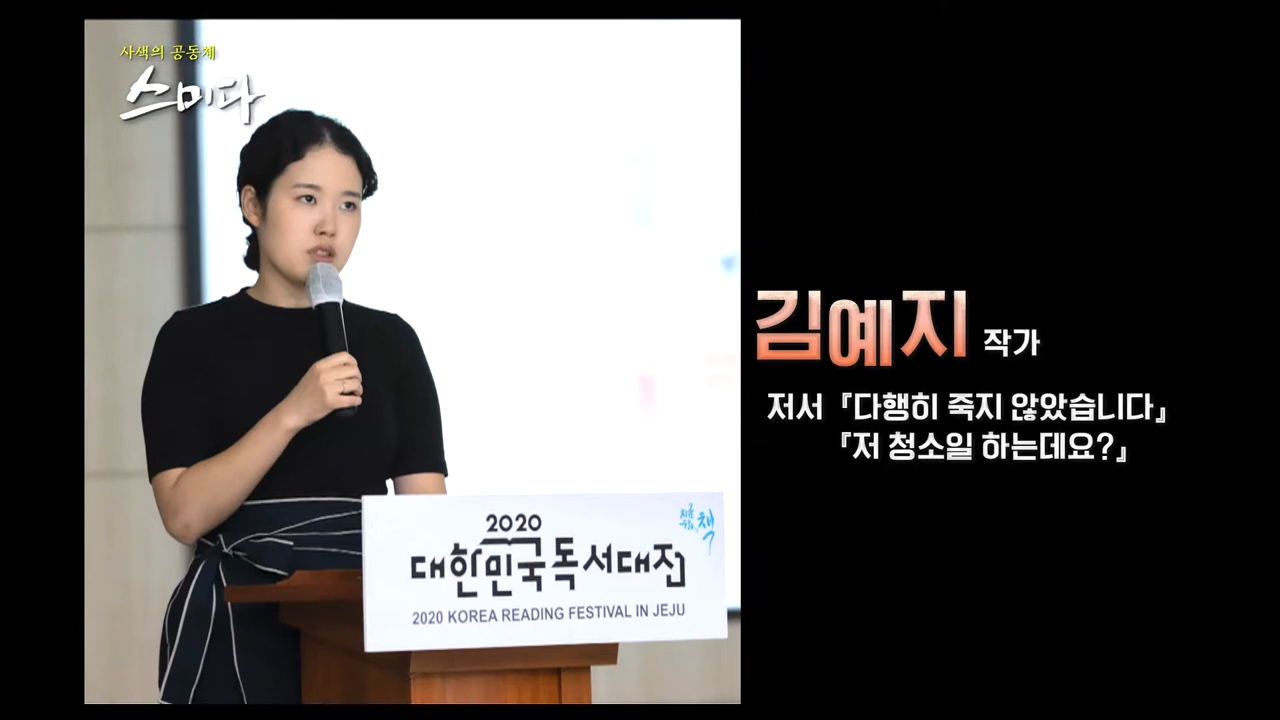 사색의 공동체
스미다
김예지 작가
저서 『다행히 죽지 않았습니다』
『저 청소일 하는데요?』
책
2020
대한민국독서대전
2020 KOREA READING FESTIVAL IN JEJU